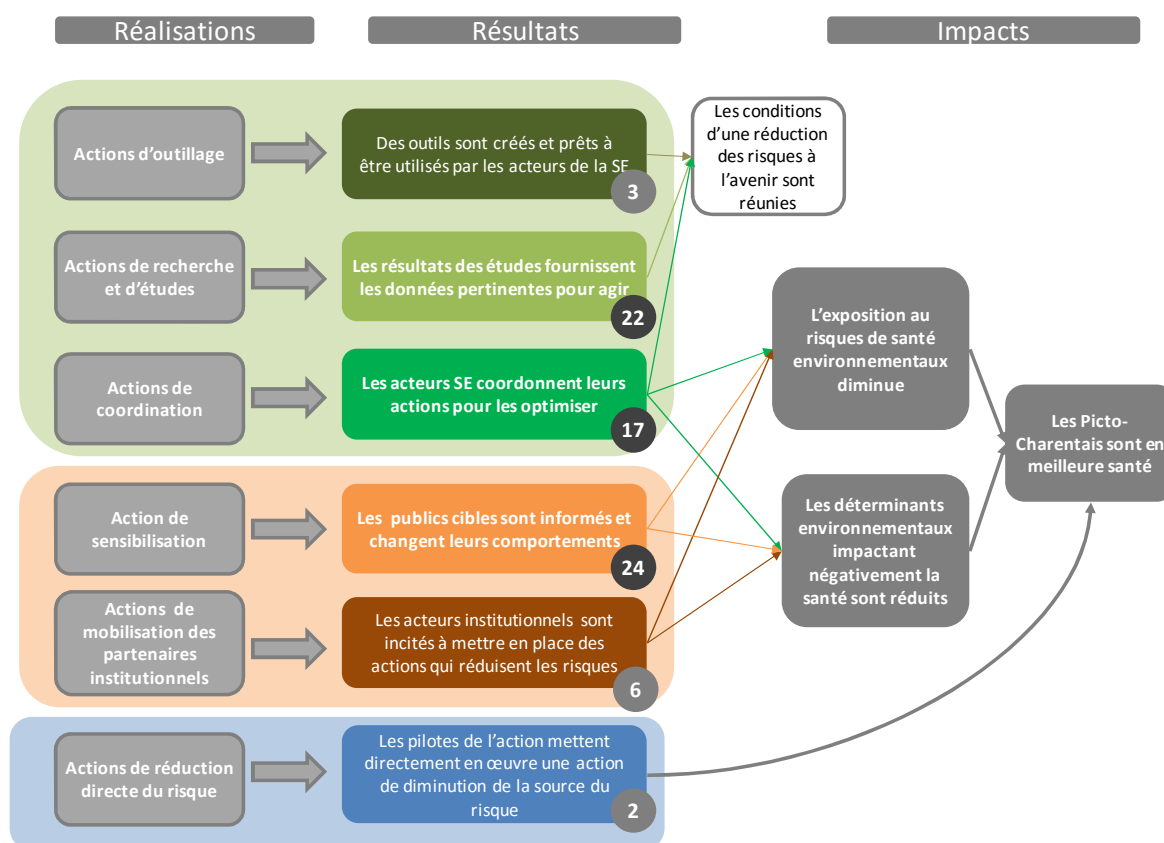 Réalisations
Résultats
Impacts
Actions d'outillage
Des outils sont créés et prêts à
être utilisés par les acteurs de la SE
3
Les conditions
d'une réduction
des risques à
l'avenir sont
réunies
Actions de recherche
et d'études
Les résultats des études fournissent
les données pertinentes pour agir
22
Actions de
coordination
Les acteurs SE coordonnent leurs
actions pour les optimiser
17
L'exposition au
risques de santé
environnementaux
diminue
Les Picto-
Charentais sont en
meilleure santé
Action de
sensibilisation
Les publics cibles sont informés et
changent leurs comportements
24
Les déterminants
environnementaux
impactant
négativement la
santé sont réduits
Actions de
mobilisation des
partenaires
institutionnels
Les acteurs institutionnels sont
incités à mettre en place des
actions qui réduisent les risques
6
Actions de réduction
directe du risque
Les pilotes de l'action mettent
directement en œuvre une action
de diminution de la source du
risque
2